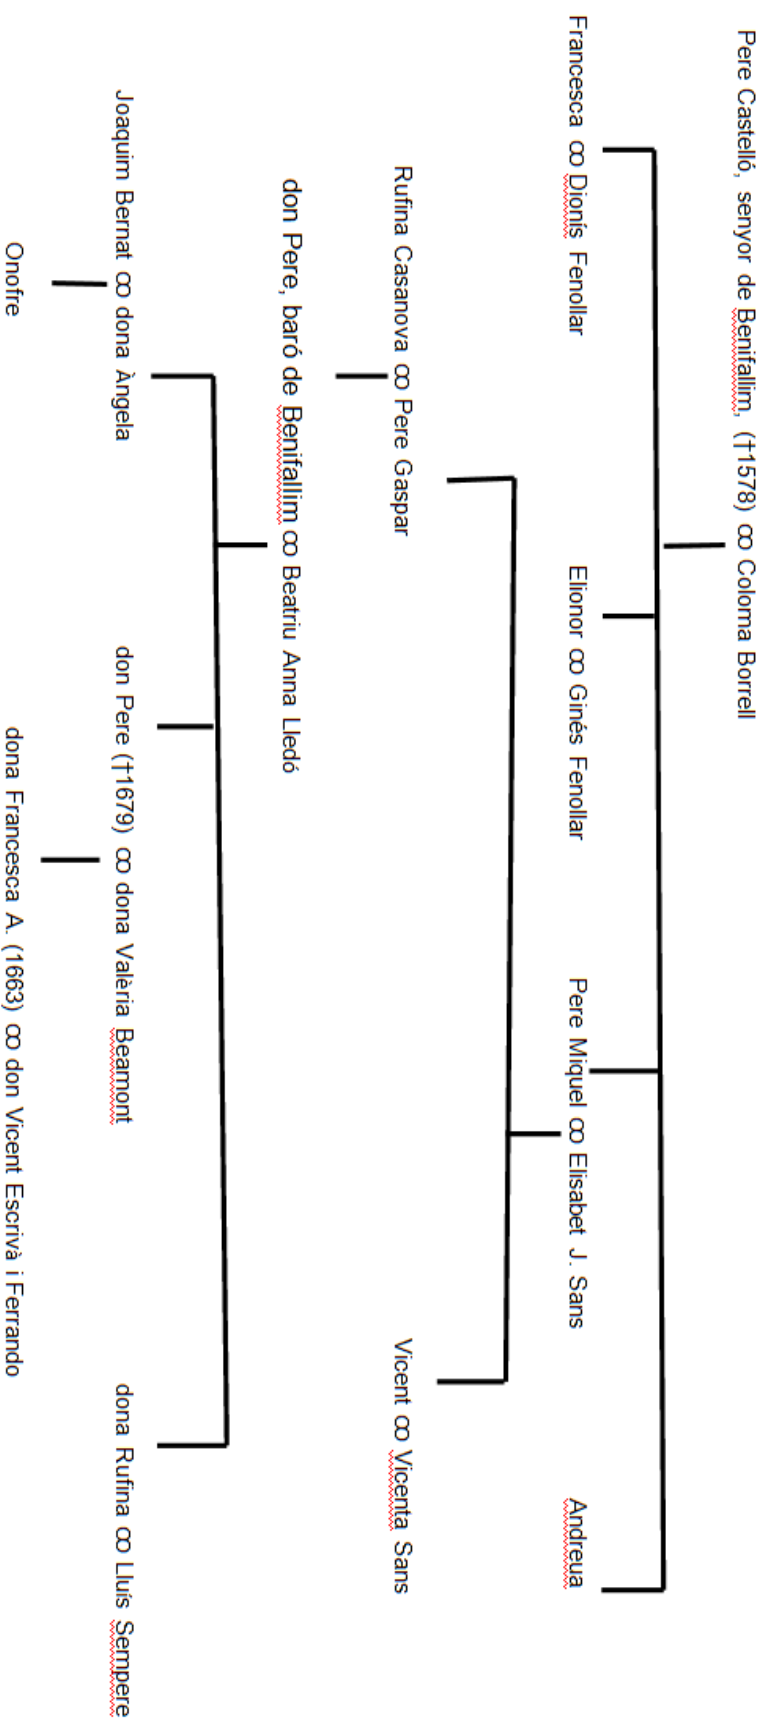 Pere Castelló, senyor de Benifallim, (†1578) ꝏ Coloma Borrell
Francesca ꝏ Dionís Fenollar
Elionor ꝏ Ginés Fenollar
Pere Miquel ꝏ Elisabet J. Sans
Andreua
Rufina Casanova ꝏ Pere Gaspar
Vicent ꝏ Vicenta Sans
don Pere, baró de Benifallim ꝏ Beatriu Anna Lledó
Joaquim Bernat ꝏ dona Àngela
don Pere (†1679) ꝏ dona Valèria Beamont
dona Rufina ꝏ Lluís Sempere
Onofre
dona Francesca A. (1663) ꝏ don Vicent Escrivà i Ferrando